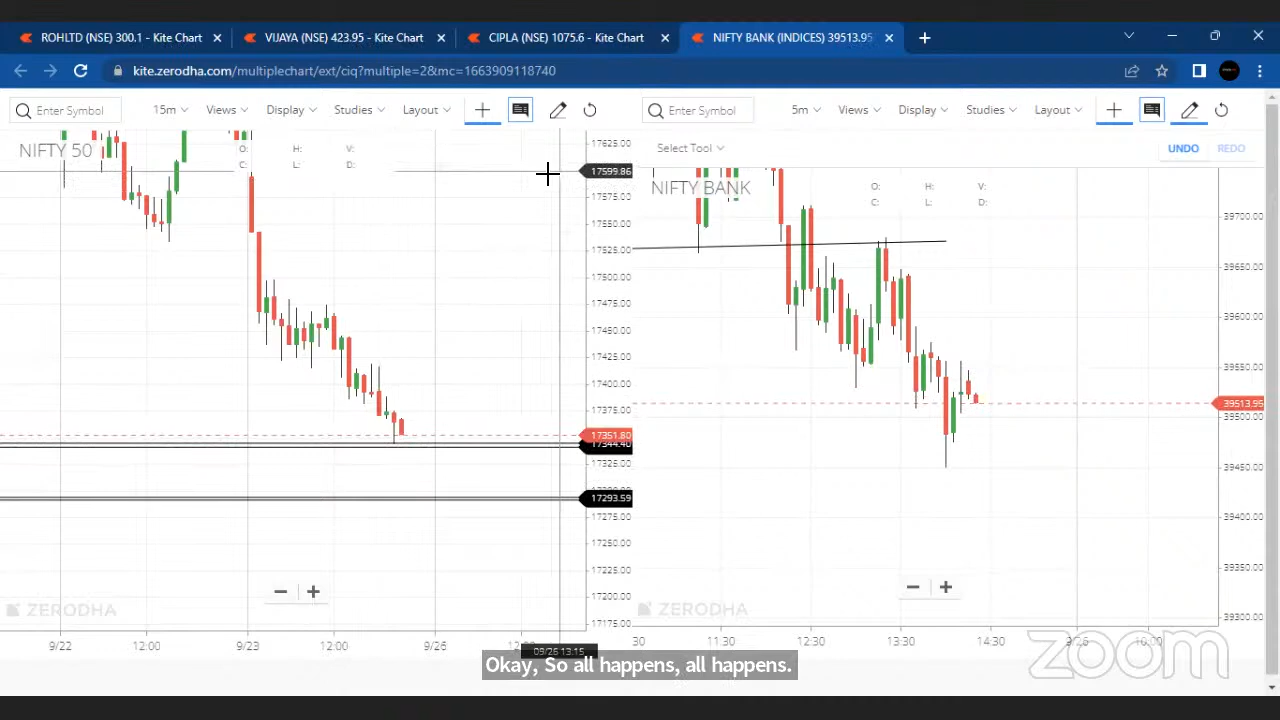 ROHLTD (NSE) 300.1 - Kite Chart
VIJAYA (NSE) 423.95 - Kite Chart
CIPLA (NSE) 1075.6 - Kite Chart
NIFTY BANK (INDICES) 39513.95
kite.zerodha.com/multiplechart/ext/ciq?multiple=2&mc=1663909118740
Enter Symbol 15m Views Display Studies Layout
Enter Symbol 5m Views Display Studies Layout
Select Tool UNDO REDO
NIFTY 50
O: H: V:
C: L: D:
NIFTY BANK
O: H: V:
C: L: D:
17625.00
17599.86
17575.00
17550.00
17525.00
17500.00
17475.00
17450.00
17425.00
17400.00
17375.00
17351.80
17344.40
17325.00
17293.59
17275.00
17250.00
17225.00
17200.00
17175.00
39700.00
39650.00
39600.00
39550.00
39513.95
39500.00
39450.00
39400.00
39350.00
39300.00
ZERODHA
ZERODHA
9/22 12:00 9/23 12:00 9/26
09/26 13:15
:30 11:30 12:30 13:30 14:30 9/26 10:00
zoom
Okay, So all happens, all happens.